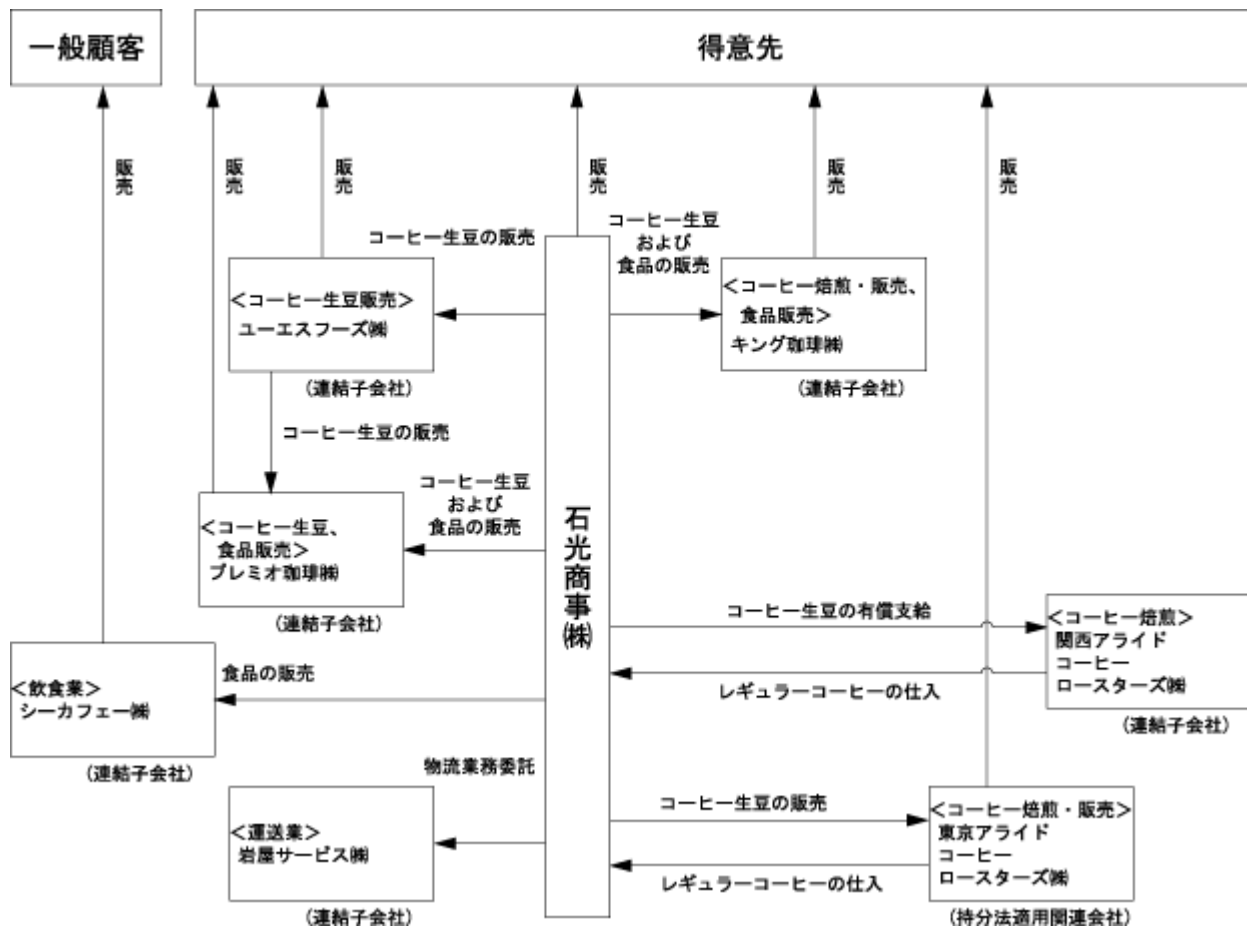 一般顧客
得意先
販売
販売
販売
販売
販売
販売
コーヒー生豆の販売
コーヒー生豆
および
食品の販売
＜コーヒー生豆販売＞
ユーエスフーズ㈱
(連結子会社)
＜コーヒー焙煎・販売、
食品販売＞
キング珈琲㈱
(連結子会社)
コーヒー生豆の販売
コーヒー生豆
および
食品の販売
＜コーヒー生豆、
食品販売＞
プレミオ珈琲㈱
(連結子会社)
石光商事㈱
コーヒー生豆の有償支給
レギュラーコーヒーの仕入
＜コーヒー焙煎＞
関西アライド
コーヒー
ロースターズ㈱
(連結子会社)
食品の販売
＜飲食業＞
シーカフェー㈱
(連結子会社)
物流業務委託
＜運送業＞
岩屋サービス㈱
(連結子会社)
コーヒー生豆の販売
レギュラーコーヒーの仕入
＜コーヒー焙煎・販売＞
東京アライド
コーヒー
ロースターズ㈱
(持分法適用関連会社)